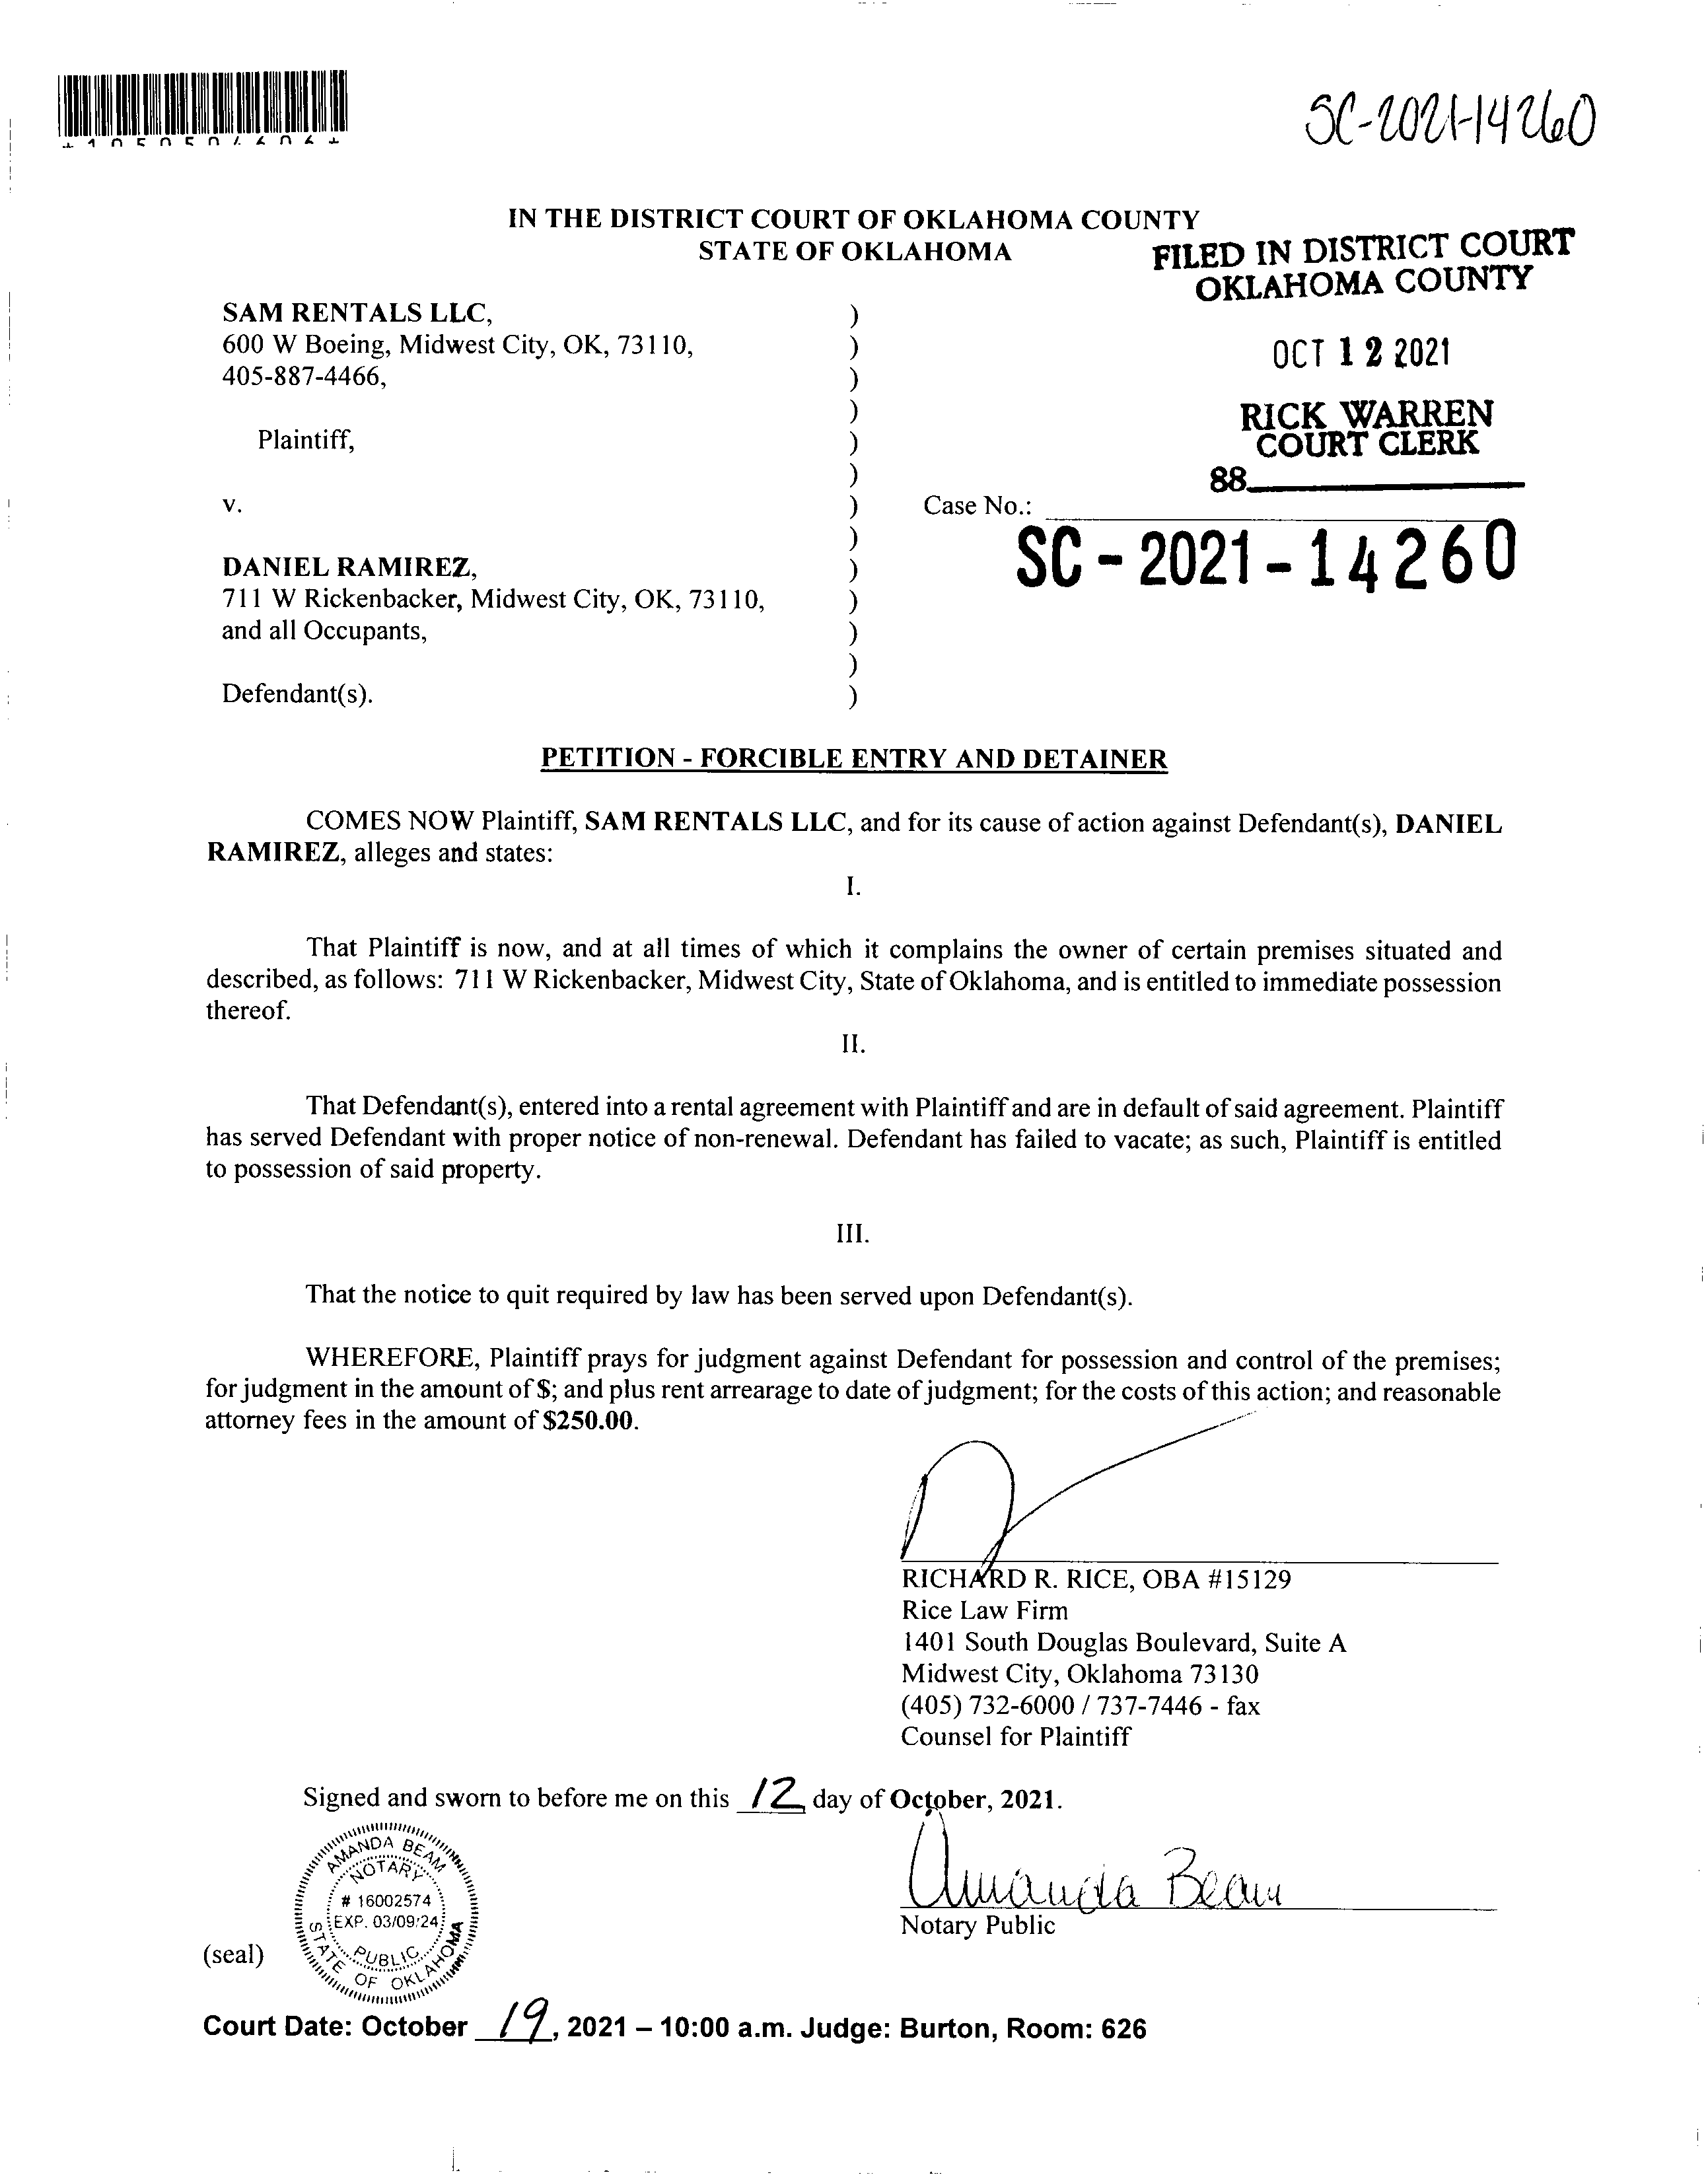 SC-2021-14260
IN THE DISTRICT COURT OF OKLAHOMA COUNTY
STATE OF OKLAHOMA
FILED IN DISTRICT COURT
OKLAHOMA COUNTY
SAM RENTALS LLC, )
600 W Boeing, Midwest City, OK, 73110, )
405-887-4466, )
)
Plaintiff, )
)
v. )
)
DANIEL RAMIREZ, )
711 W Rickenbacker, Midwest City, OK, 73110, )
and all Occupants, )
)
Defendant(s). )
OCT 12 2021
RICK WARREN
COURT CLERK
88
Case No.:
SC-2021-14260
PETITION - FORCIBLE ENTRY AND DETAINER
COMES NOW Plaintiff, SAM RENTALS LLC, and for its cause of action against Defendant(s), DANIEL
RAMIREZ, alleges and states:
I.
That Plaintiff is now, and at all times of which it complains the owner of certain premises situated and
described, as follows: 711 W Rickenbacker, Midwest City, State of Oklahoma, and is entitled to immediate possession
thereof.
II.
That Defendant(s), entered into a rental agreement with Plaintiff and are in default of said agreement. Plaintiff
has served Defendant with proper notice of non-renewal. Defendant has failed to vacate; as such, Plaintiff is entitled
to possession of said property.
III.
That the notice to quit required by law has been served upon Defendant(s).
WHEREFORE, Plaintiff prays for judgment against Defendant for possession and control of the premises;
for judgment in the amount of $; and plus rent arrearage to date of judgment; for the costs of this action; and reasonable
attorney fees in the amount of $250.00.
RICHARD R. RICE, OBA #15129
Rice Law Firm
1401 South Douglas Boulevard, Suite A
Midwest City, Oklahoma 73130
(405) 732-6000 / 737-7446 - fax
Counsel for Plaintiff
Signed and sworn to before me on this 12 day of October, 2021.
Amanda Beam
Notary Public
AMANDA BEAM
NOTARY
# 16002574
EXP. 03/09/24
PUBLIC
STATE OF OKLAHOMA
(seal)
Court Date: October 19, 2021 – 10:00 a.m. Judge: Burton, Room: 626